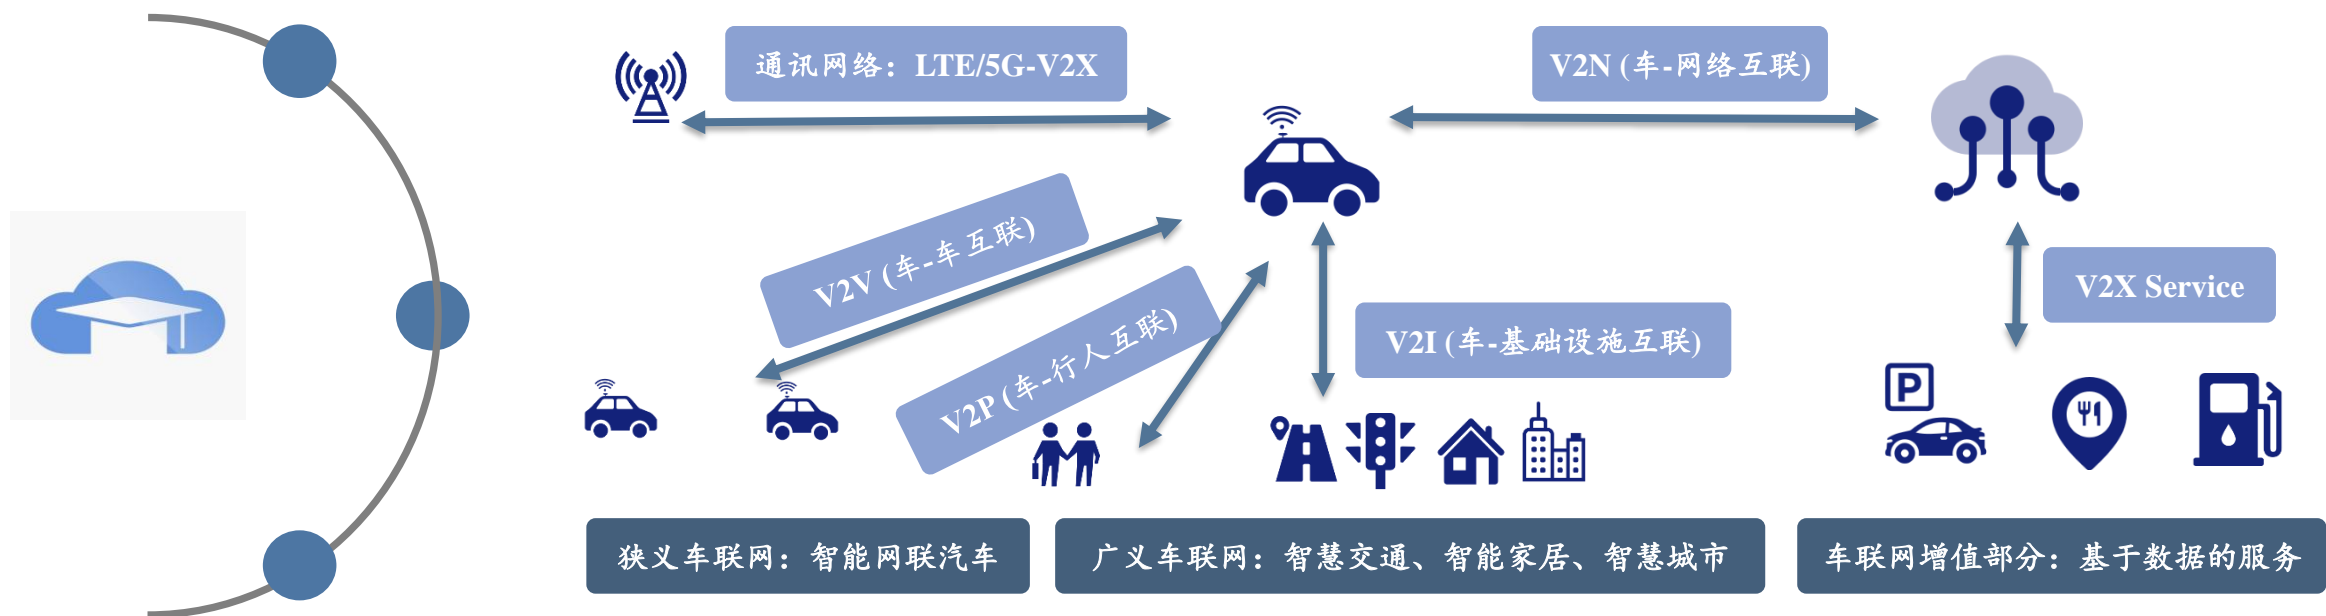 通讯网络：LTE/5G-V2X
V2N (车-网络互联)
V2V (车-车互联)
V2P (车-行人互联)
V2I (车-基础设施互联)
V2X Service
P
狭义车联网：智能网联汽车
广义车联网：智慧交通、智能家居、智慧城市
车联网增值部分：基于数据的服务